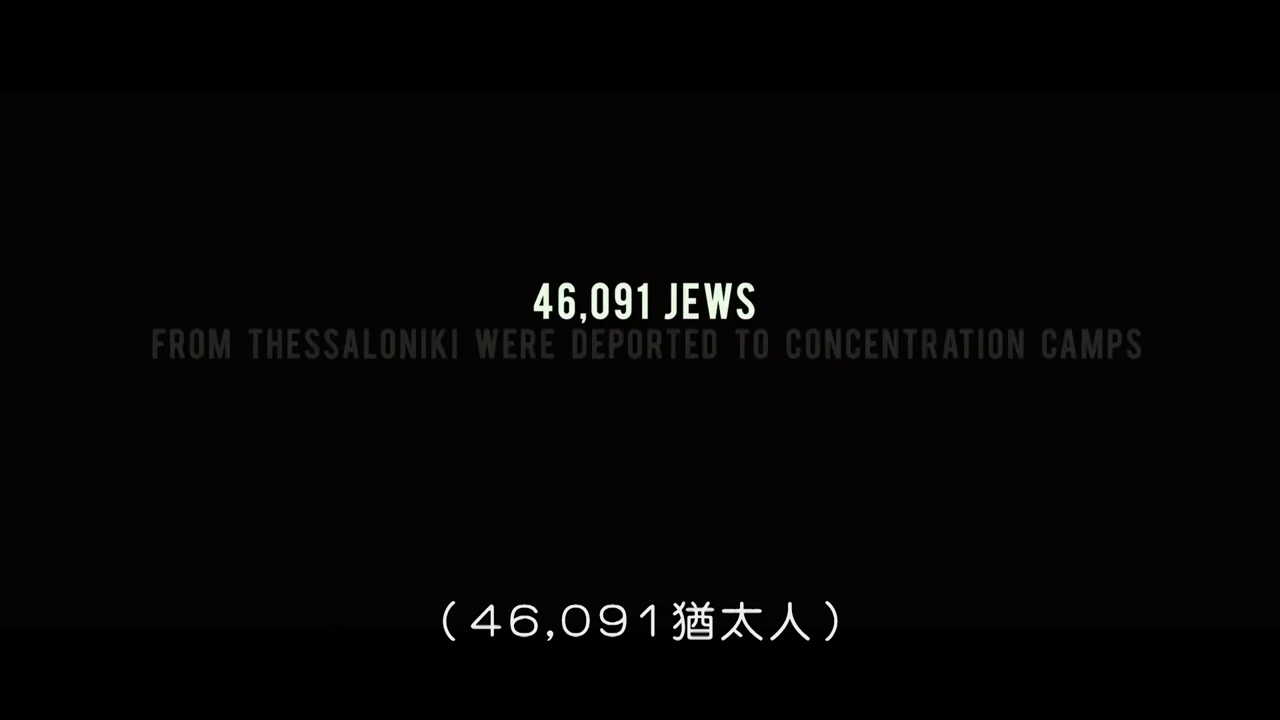 46,091 JEWS
FROM THESSALONIKI WERE DEPORTED TO CONCENTRATION CAMPS
（46,091猶太人）